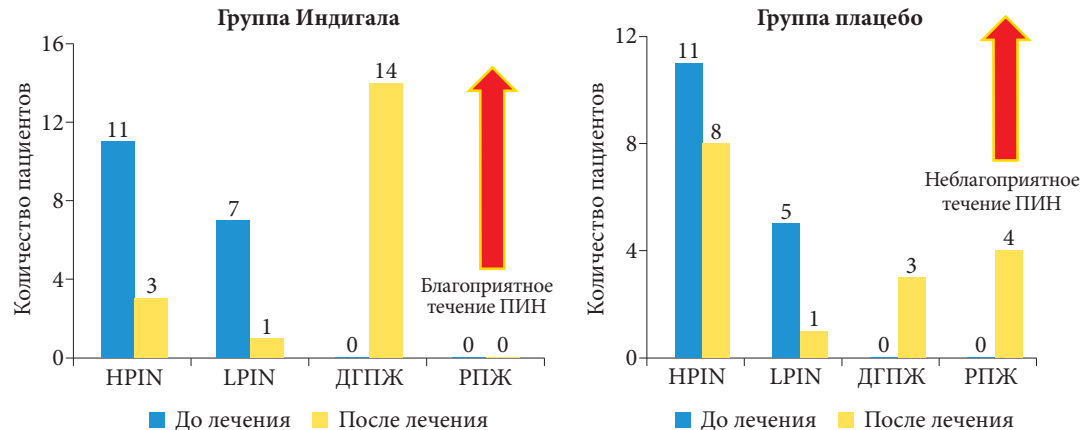 Группа Индигала
Количество пациентов
16
12
8
4
0
11
3
7
1
0
14
0
0
Благоприятное
течение ПИН
HPIN
LPIN
ДГПЖ
РПЖ
До лечения
После лечения
Группа плацебо
Количество пациентов
12
8
4
0
11
8
5
1
0
3
0
4
Неблагоприятное
течение ПИН
HPIN
LPIN
ДГПЖ
РПЖ
До лечения
После лечения